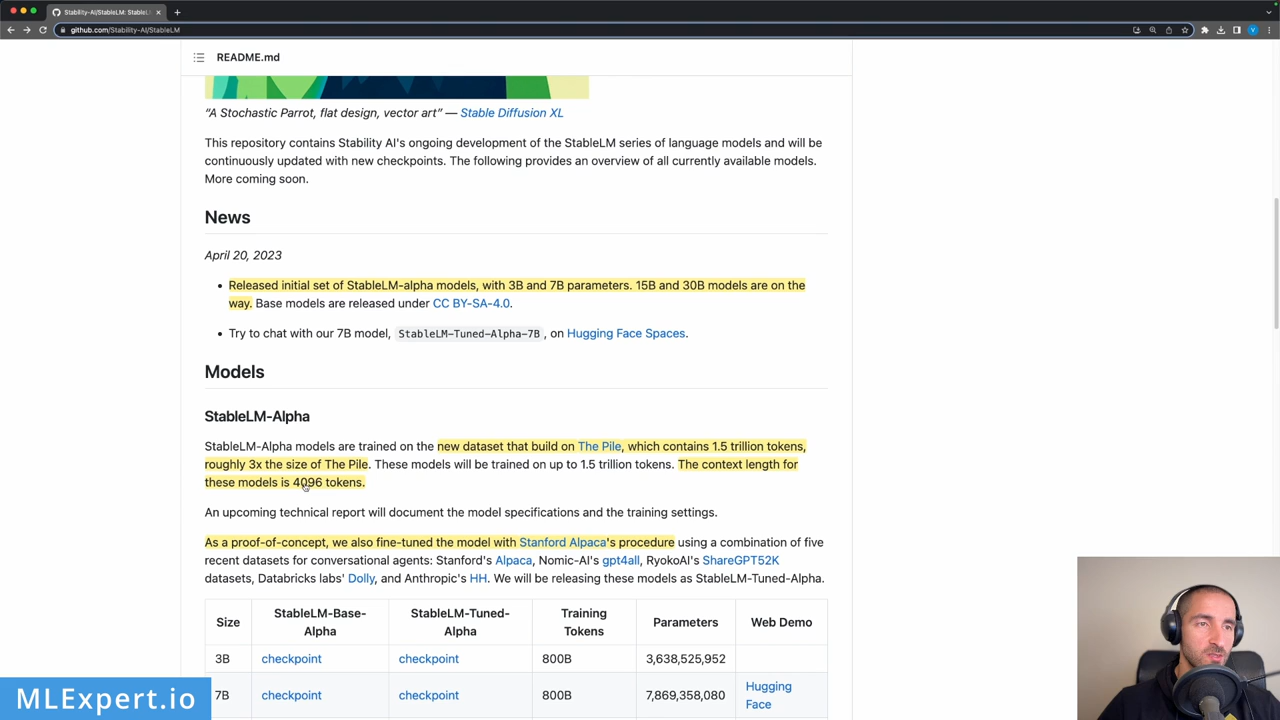 Stability-AI/StableLM: StableL
github.com/Stability-AI/StableLM
README.md
“A Stochastic Parrot, flat design, vector art” — Stable Diffusion XL
This repository contains Stability AI's ongoing development of the StableLM series of language models and will be
continuously updated with new checkpoints. The following provides an overview of all currently available models.
More coming soon.
News
April 20, 2023
• Released initial set of StableLM-alpha models, with 3B and 7B parameters. 15B and 30B models are on the
way. Base models are released under CC BY-SA-4.0.
• Try to chat with our 7B model, StableLM-Tuned-Alpha-7B , on Hugging Face Spaces.
Models
StableLM-Alpha
StableLM-Alpha models are trained on the new dataset that build on The Pile, which contains 1.5 trillion tokens,
roughly 3x the size of The Pile. These models will be trained on up to 1.5 trillion tokens. The context length for
these models is 4096 tokens.
An upcoming technical report will document the model specifications and the training settings.
As a proof-of-concept, we also fine-tuned the model with Stanford Alpaca's procedure using a combination of five
recent datasets for conversational agents: Stanford's Alpaca, Nomic-AI's gpt4all, RyokoAI's ShareGPT52K
datasets, Databricks labs' Dolly, and Anthropic's HH. We will be releasing these models as StableLM-Tuned-Alpha.
Size StableLM-Base-Alpha StableLM-Tuned-Alpha Training Tokens Parameters Web Demo
3B checkpoint checkpoint 800B 3,638,525,952
7B checkpoint checkpoint 800B 7,869,358,080 Hugging Face
MLExpert.io